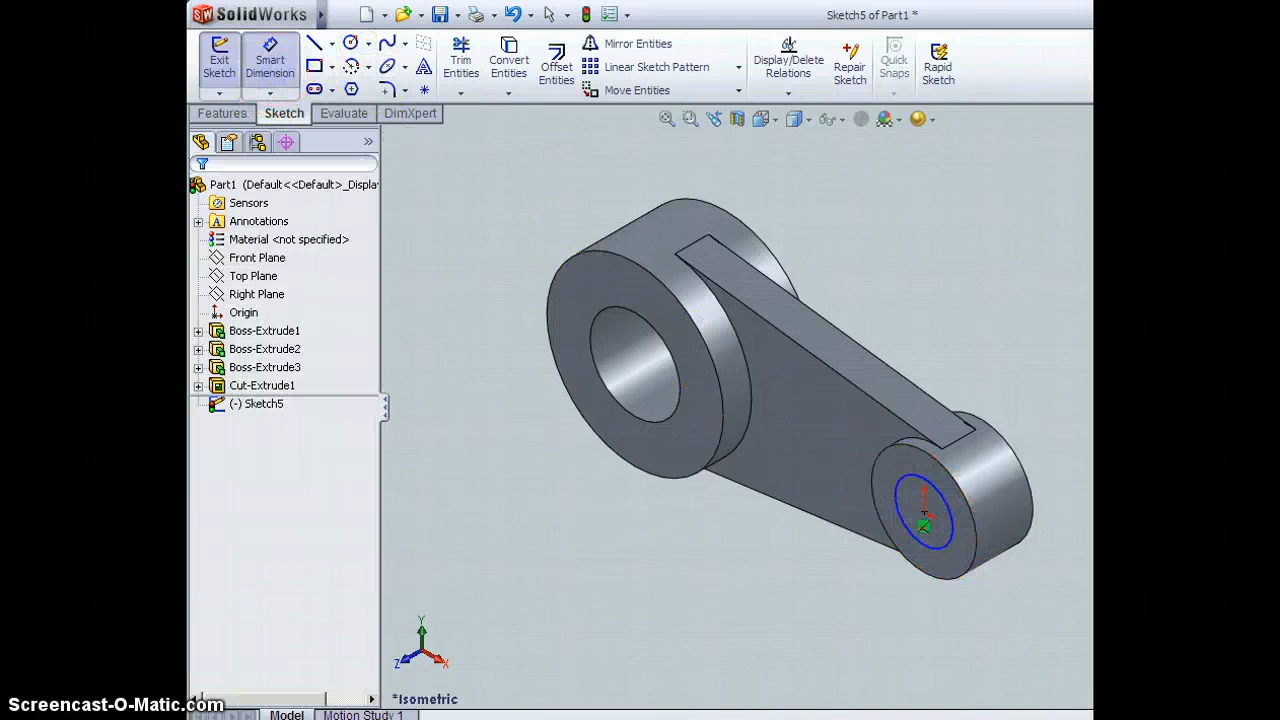 SW SolidWorks
Sketch5 of Part1 *
Exit Sketch
Smart Dimension
Trim Entities
Convert Entities
Offset Entities
Mirror Entities
Linear Sketch Pattern
Move Entities
Display/Delete Relations
Repair Sketch
Quick Snaps
Rapid Sketch
Features Sketch Evaluate DimXpert
Part1 (Default<<Default>_Display
Sensors
A Annotations
Material <not specified>
Front Plane
Top Plane
Right Plane
Origin
Boss-Extrude1
Boss-Extrude2
Boss-Extrude3
Cut-Extrude1
(-) Sketch5
Y
Z X
*Isometric
Screencast-O-Matic.com
Model Motion Study 1